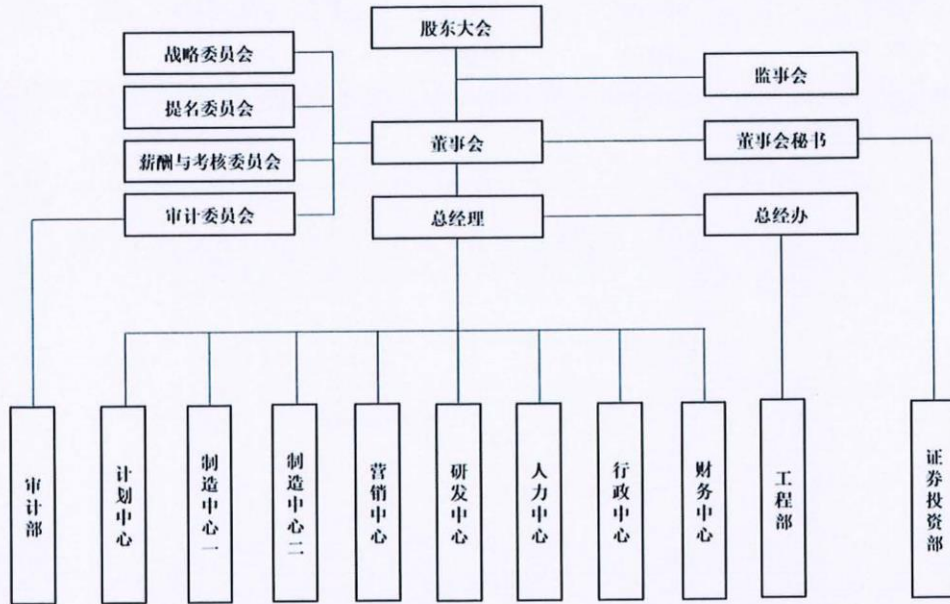 股东大会
战略委员会
监事会
提名委员会
董事会
董事会秘书
薪酬与考核委员会
审计委员会
总经理
总经办
审计部
计划中心
制造中心一
制造中心二
营销中心
研发中心
人力中心
行政中心
财务中心
工程部
证券投资部